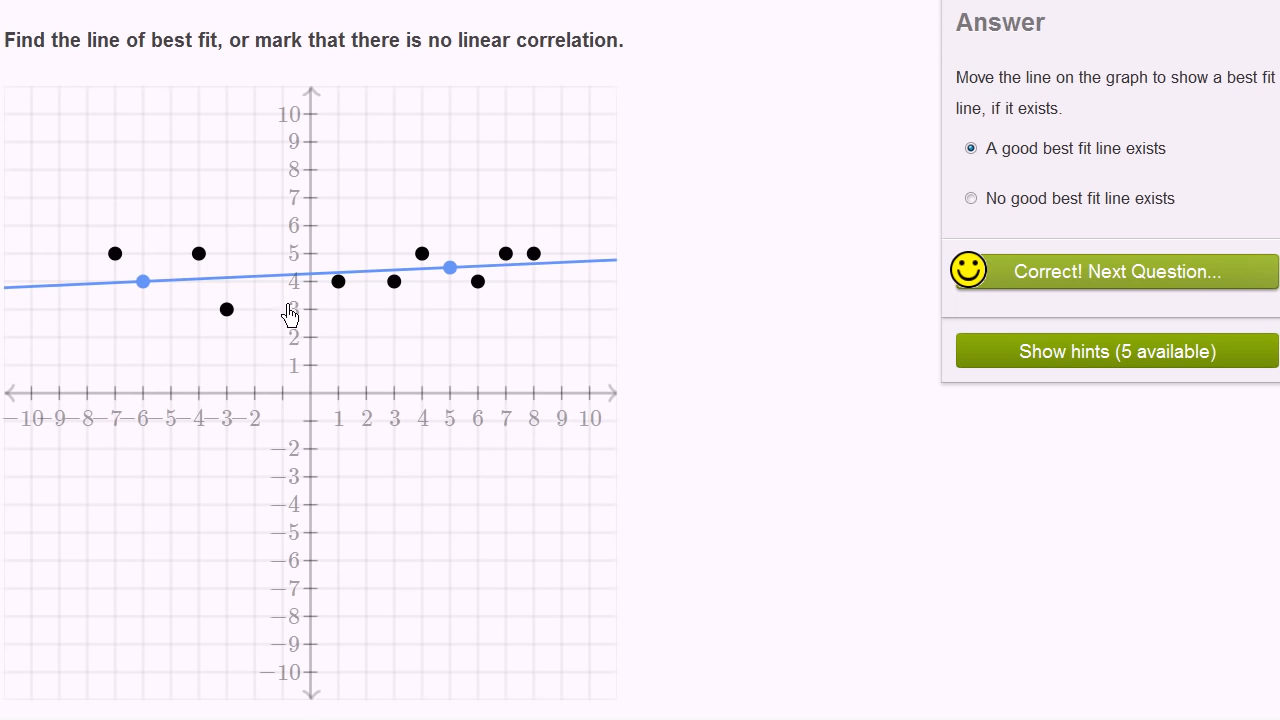 Find the line of best fit, or mark that there is no linear correlation.
10
9
8
7
6
5
4
3
2
1
−10 −9 −8 −7 −6 −5 −4 −3 −2 1 2 3 4 5 6 7 8 9 10
−2
−3
−4
−5
−6
−7
−8
−9
−10
Answer
Move the line on the graph to show a best fit
line, if it exists.
A good best fit line exists
No good best fit line exists
Correct! Next Question...
Show hints (5 available)